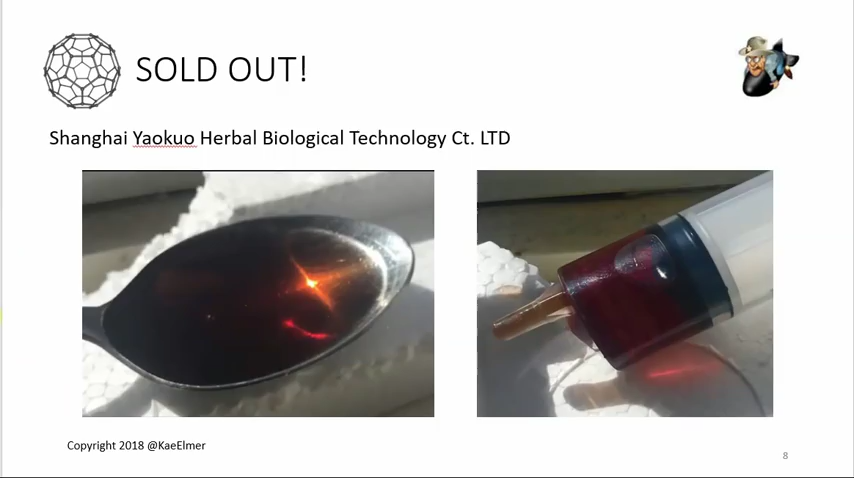 SOLD OUT!
Shanghai Yaokuo Herbal Biological Technology Ct. LTD
Copyright 2018 @KaeElmer
8